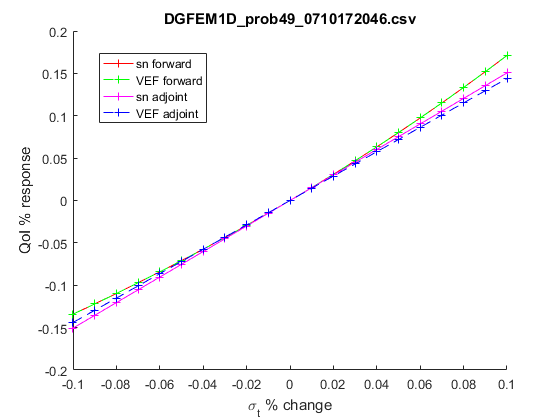 DGFEM1D_prob49_0710172046.csv
0.2
0.15
0.1
0.05
0
-0.05
-0.1
-0.15
-0.2
QoI % response
sn forward
VEF forward
sn adjoint
VEF adjoint
-0.1 -0.08 -0.06 -0.04 -0.02 0 0.02 0.04 0.06 0.08 0.1
σt % change